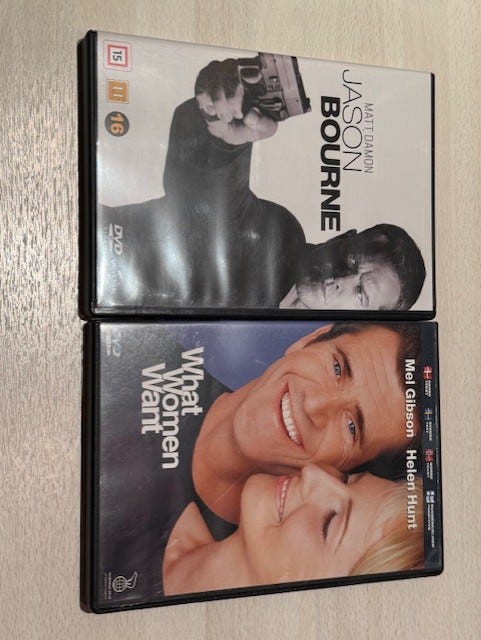 MATT DAMON
JASON
BOURNE
15
11
16
DVD
Mel Gibson Helen Hunt
What
Women
Want
DVD